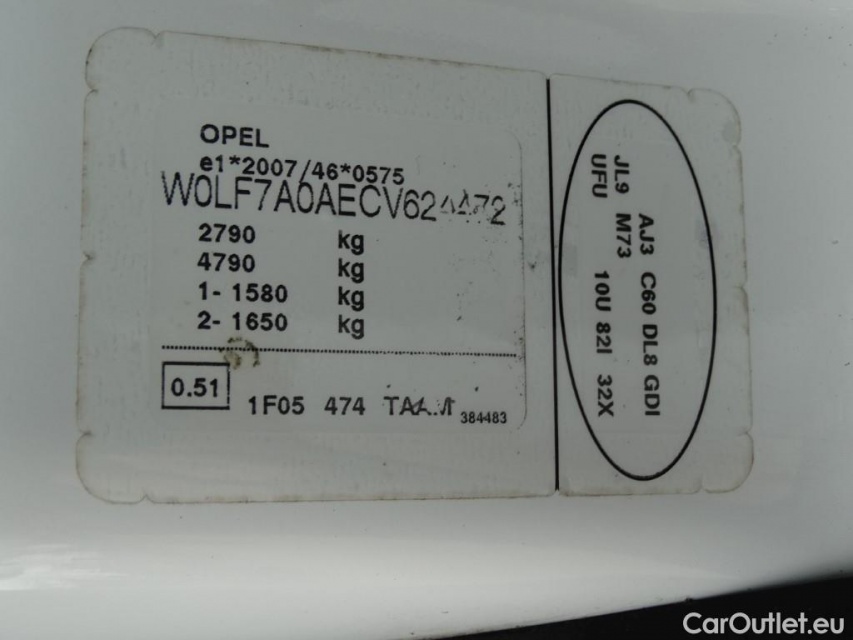 OPEL
e1*2007/46*0575
2790 kg
4790 kg
1- 1580 kg
2- 1650 kg
0.51
1F05 474
384483
AJ3 C60 DL8 GDI
JL9 M73 10U 82I 32X
UFU
CarOutlet.eu